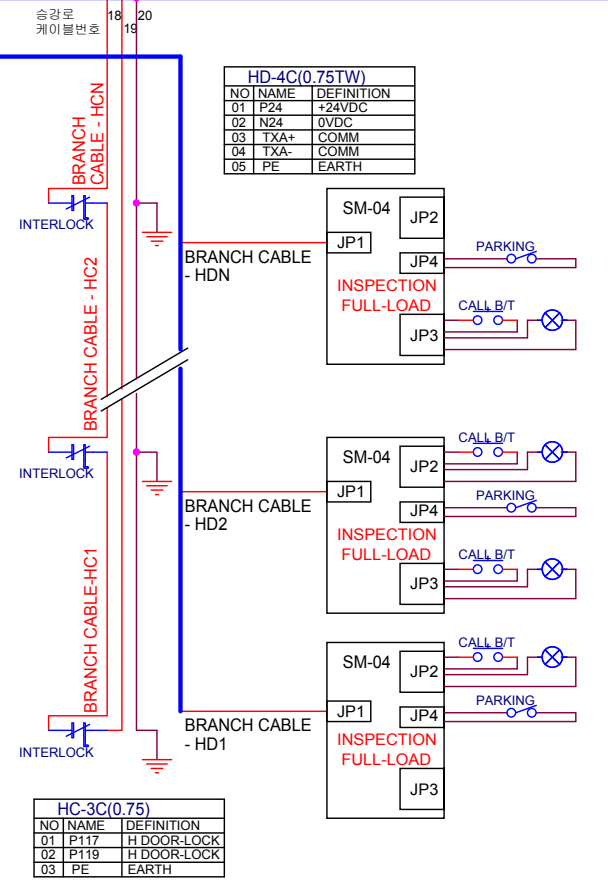 승강로
케이블번호
18
19
20
HD-4C(0.75TW)
NO NAME DEFINITION
01 P24 +24VDC
02 N24 0VDC
03 TXA+ COMM
04 TXA- COMM
05 PE EARTH
BRANCH
CABLE - HCN
INTERLOCK
BRANCH CABLE
- HDN
SM-04
JP2
JP1
JP4
INSPECTION
FULL-LOAD
JP3
PARKING
CALL B/T
BRANCH CABLE - HC2
INTERLOCK
BRANCH CABLE
- HD2
SM-04
JP2
JP1
JP4
INSPECTION
FULL-LOAD
JP3
CALL B/T
PARKING
CALL B/T
BRANCH CABLE-HC1
INTERLOCK
BRANCH CABLE
- HD1
SM-04
JP2
JP1
JP4
INSPECTION
FULL-LOAD
JP3
CALL B/T
PARKING
HC-3C(0.75)
NO NAME DEFINITION
01 P117 H DOOR-LOCK
02 P119 H DOOR-LOCK
03 PE EARTH